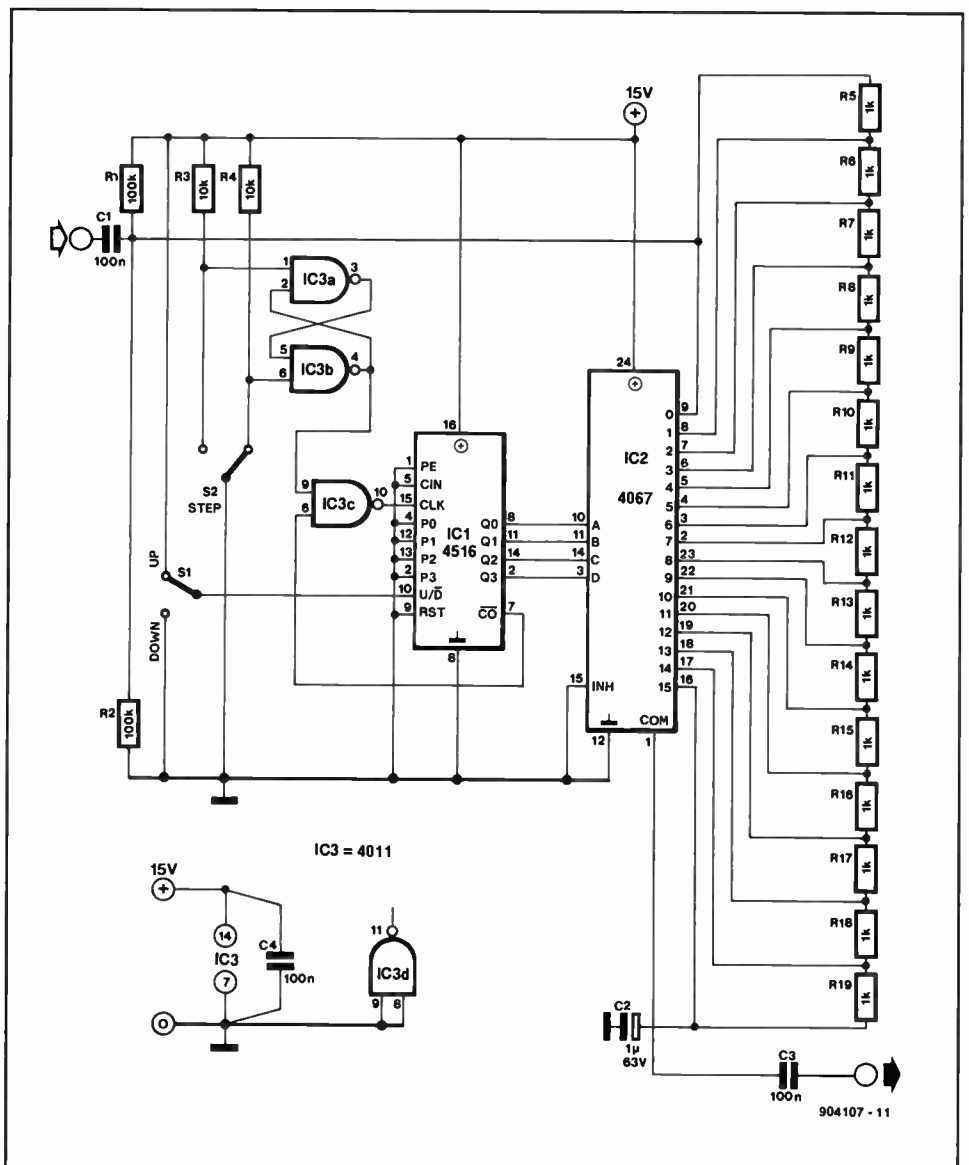 15V
R1
100k
R3
10k
R4
10k
C1
100n
1
2
3
IC3a
5
6
4
IC3b
9
6
10
IC3c
S2
STEP
UP
S1
DOWN
R2
100k
16
1 PE
5 CIN
15 CLK
4 P0
12 P1
13 P2
2 P3
10 U/D
9 RST
IC1
4516
Q0 8
Q1 11
Q2 14
Q3 2
CO 7
8
24
10 A
11 B
14 C
3 D
IC2
4067
0 9
1 8
2 7
3 6
4 5
5 4
6 3
7 2
8 23
9 22
10 21
11 20
12 19
13 18
14 17
15 16
15 INH
12
COM
1
R5
1k
R6
1k
R7
1k
R8
1k
R9
1k
R10
1k
R11
1k
R12
1k
R13
1k
R14
1k
R15
1k
R16
1k
R17
1k
R18
1k
R19
1k
C2
1µ
63V
C3
100n
904107 - 11
IC3 = 4011
15V
14
IC3
7
C4
100n
0
11
IC3d
9 8